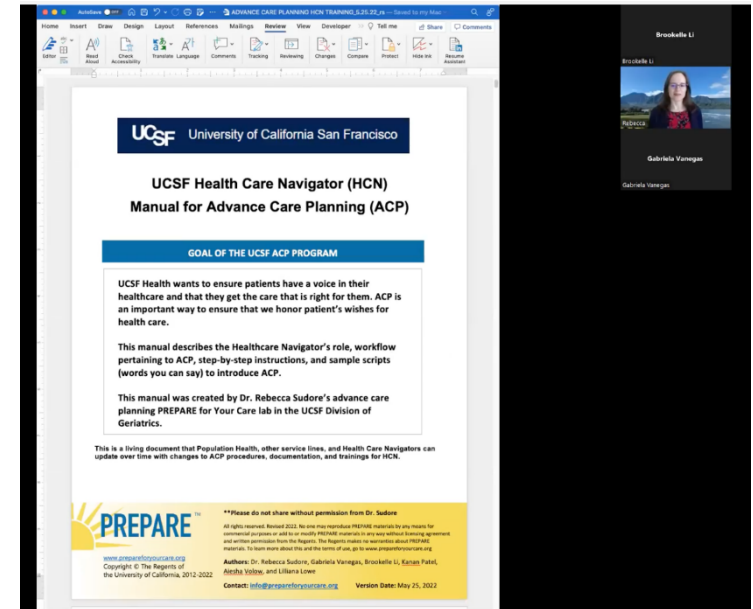 AutoSave OFF ADVANCE CARE PLANNING HCN TRAINING_5.25.22_rs — Saved to my Mac
Home Insert Draw Design Layout References Mailings Review View Developer Tell me Share Comments
Editor Read Aloud Check Accessibility Translate Language Comments Tracking Reviewing Changes Compare Protect Hide Ink Resume Assistant
UCSF University of California San Francisco
UCSF Health Care Navigator (HCN)
Manual for Advance Care Planning (ACP)
GOAL OF THE UCSF ACP PROGRAM
UCSF Health wants to ensure patients have a voice in their
healthcare and that they get the care that is right for them. ACP is
an important way to ensure that we honor patient’s wishes for
health care.
This manual describes the Healthcare Navigator’s role, workflow
pertaining to ACP, step-by-step instructions, and sample scripts
(words you can say) to introduce ACP.
This manual was created by Dr. Rebecca Sudore’s advance care
planning PREPARE for Your Care lab in the UCSF Division of
Geriatrics.
This is a living document that Population Health, other service lines, and Health Care Navigators can
update over time with changes to ACP procedures, documentation, and trainings for HCN.
PREPARE™
www.prepareforyourcare.org
Copyright © The Regents of
the University of California, 2012-2022
**Please do not share without permission from Dr. Sudore
All rights reserved. Revised 2022. No one may reproduce PREPARE materials by any means for
commercial purposes or add to or modify PREPARE materials in any way without licensing agreement
and written permission from the Regents. The Regents makes no warranties about PREPARE
materials. To learn more about this and the terms of use, go to www.prepareforyourcare.org
Authors: Dr. Rebecca Sudore, Gabriela Vanegas, Brookelle Li, Kanan Patel,
Aiesha Volow, and Lilliana Lowe
Contact: info@prepareforyourcare.org Version Date: May 25, 2022
Brookelle Li
Brookelle Li
Rebecca
Gabriela Vanegas
Gabriela Vanegas